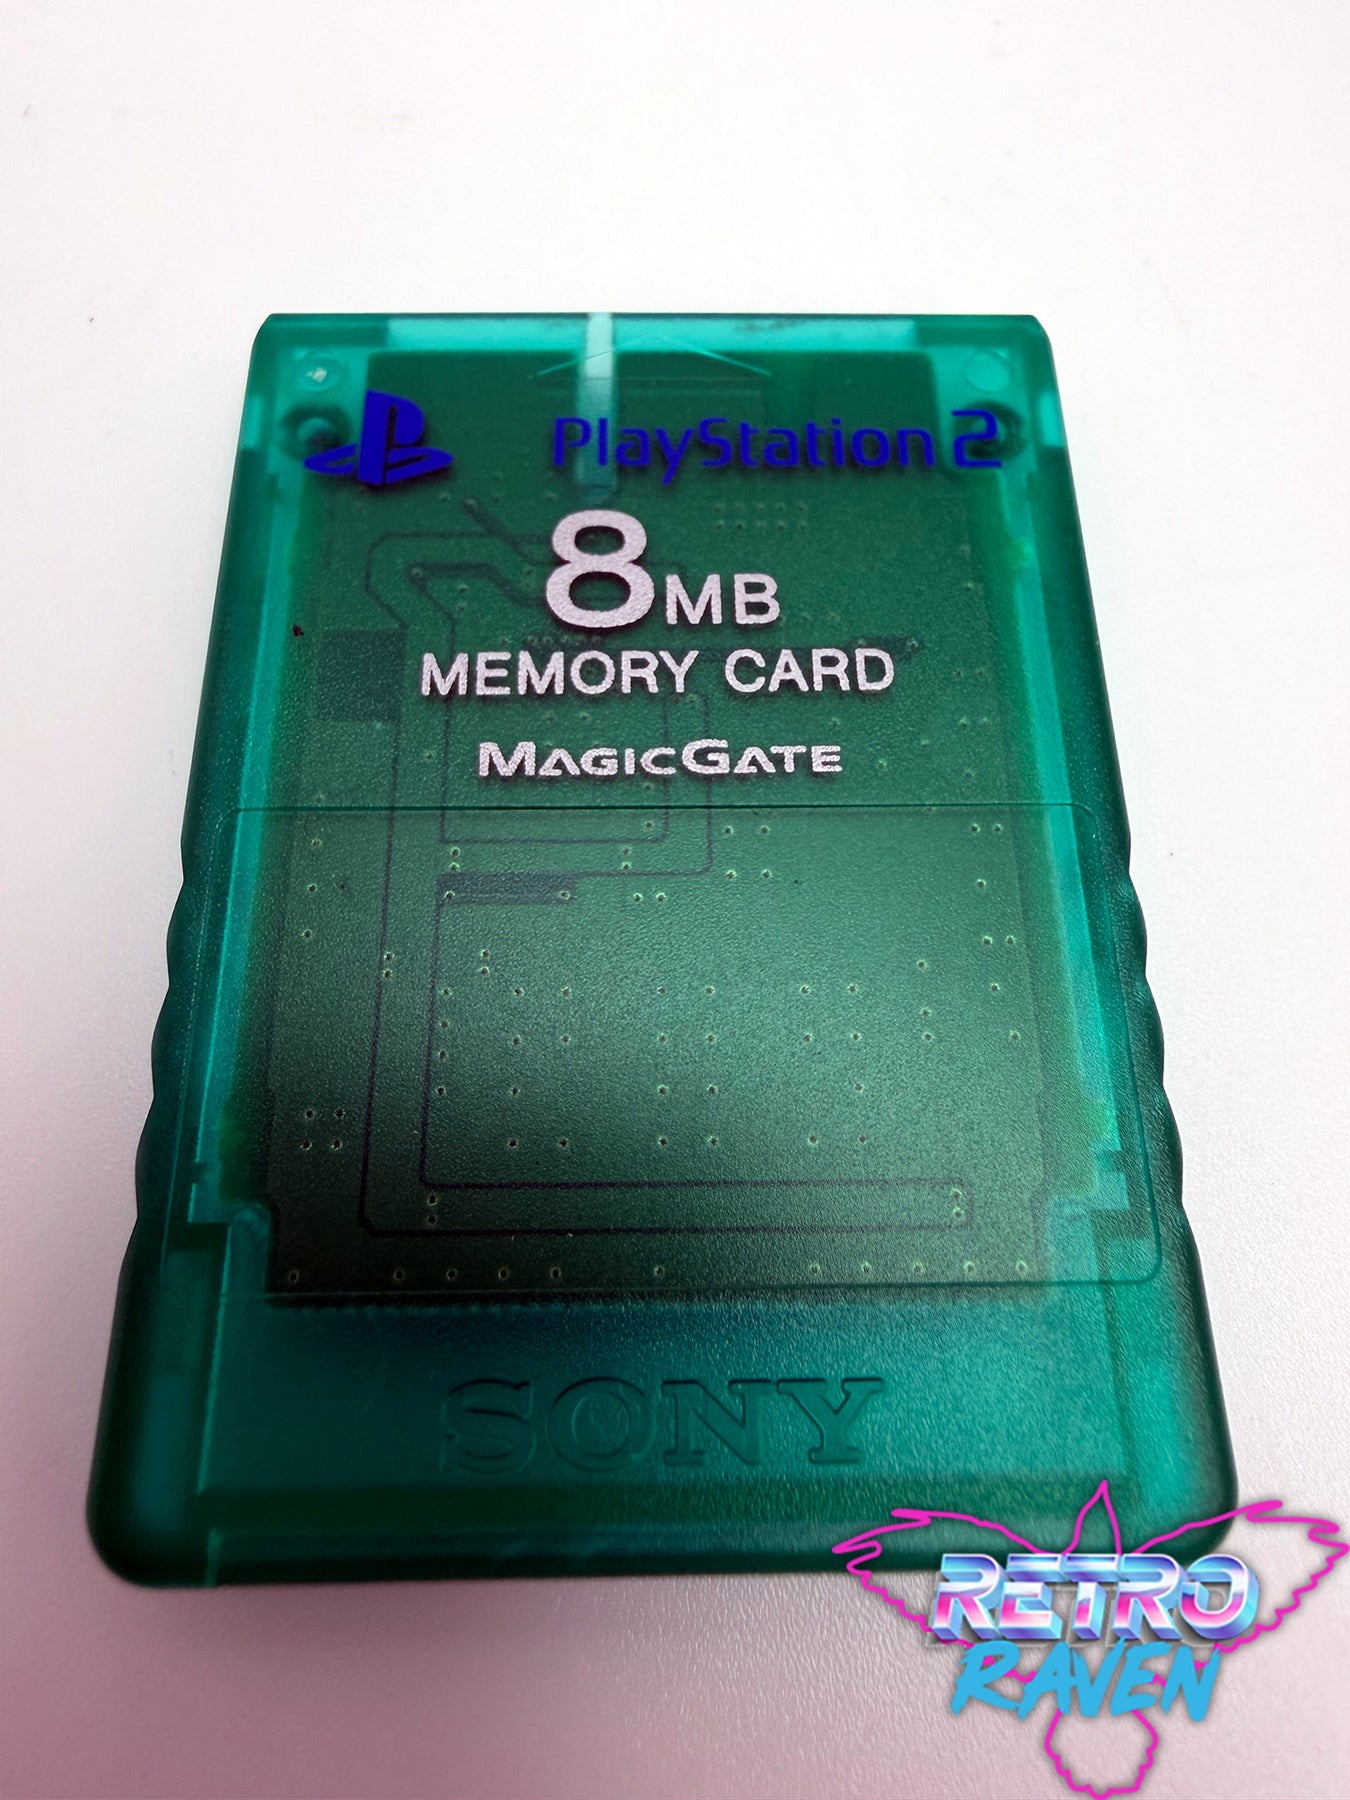 PlayStation 2
8MB
MEMORY CARD
MAGICGATE
SONY
RETRO
RAVEN